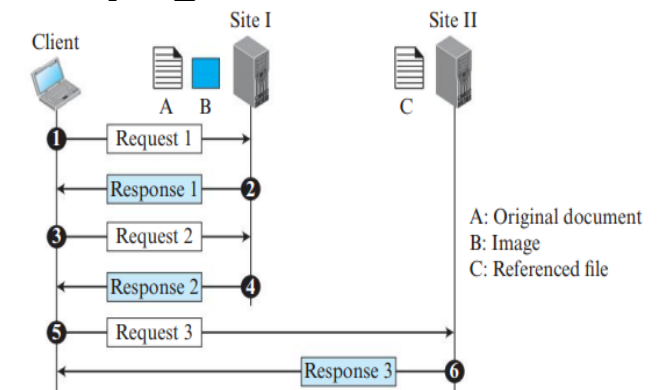 Site I
Site II
Client
A
B
C
1
Request 1
Response 1
2
3
Request 2
A: Original document
B: Image
C: Referenced file
Response 2
4
5
Request 3
Response 3
6